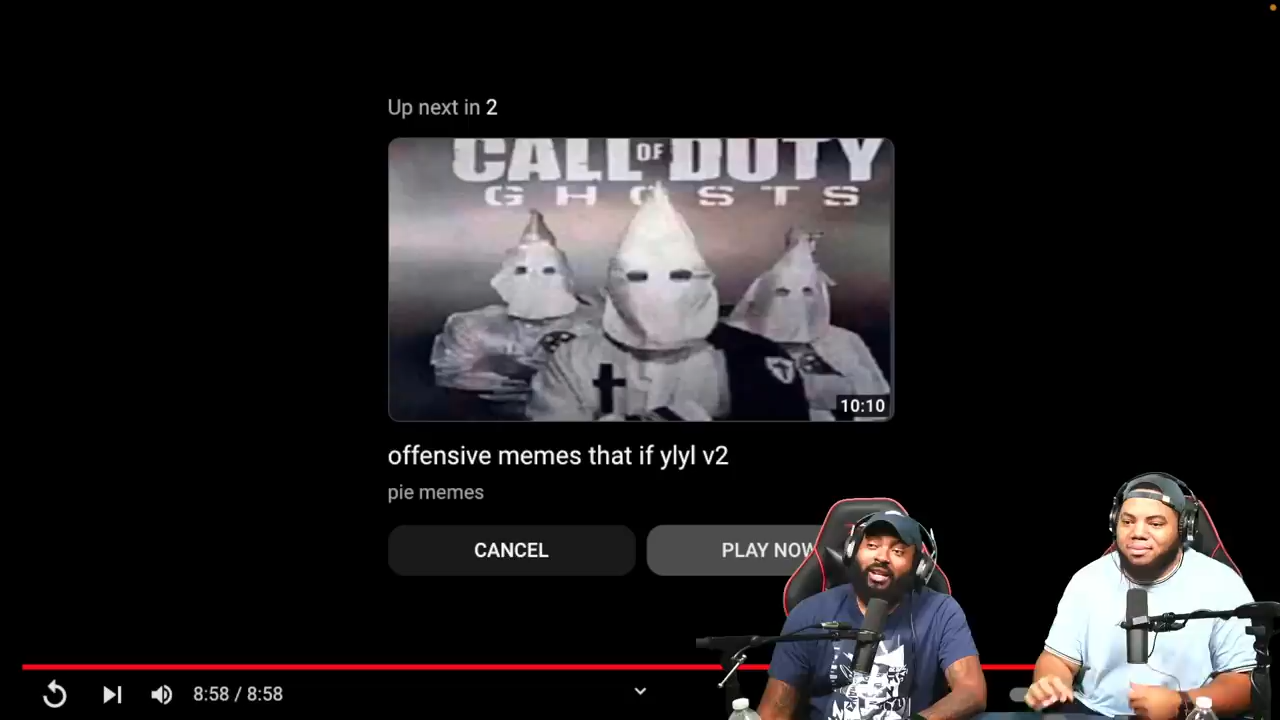 Up next in 2
CALL OF DUTY
GHOSTS
10:10
offensive memes that if ylyl v2
pie memes
CANCEL
PLAY NOW
8:58 / 8:58